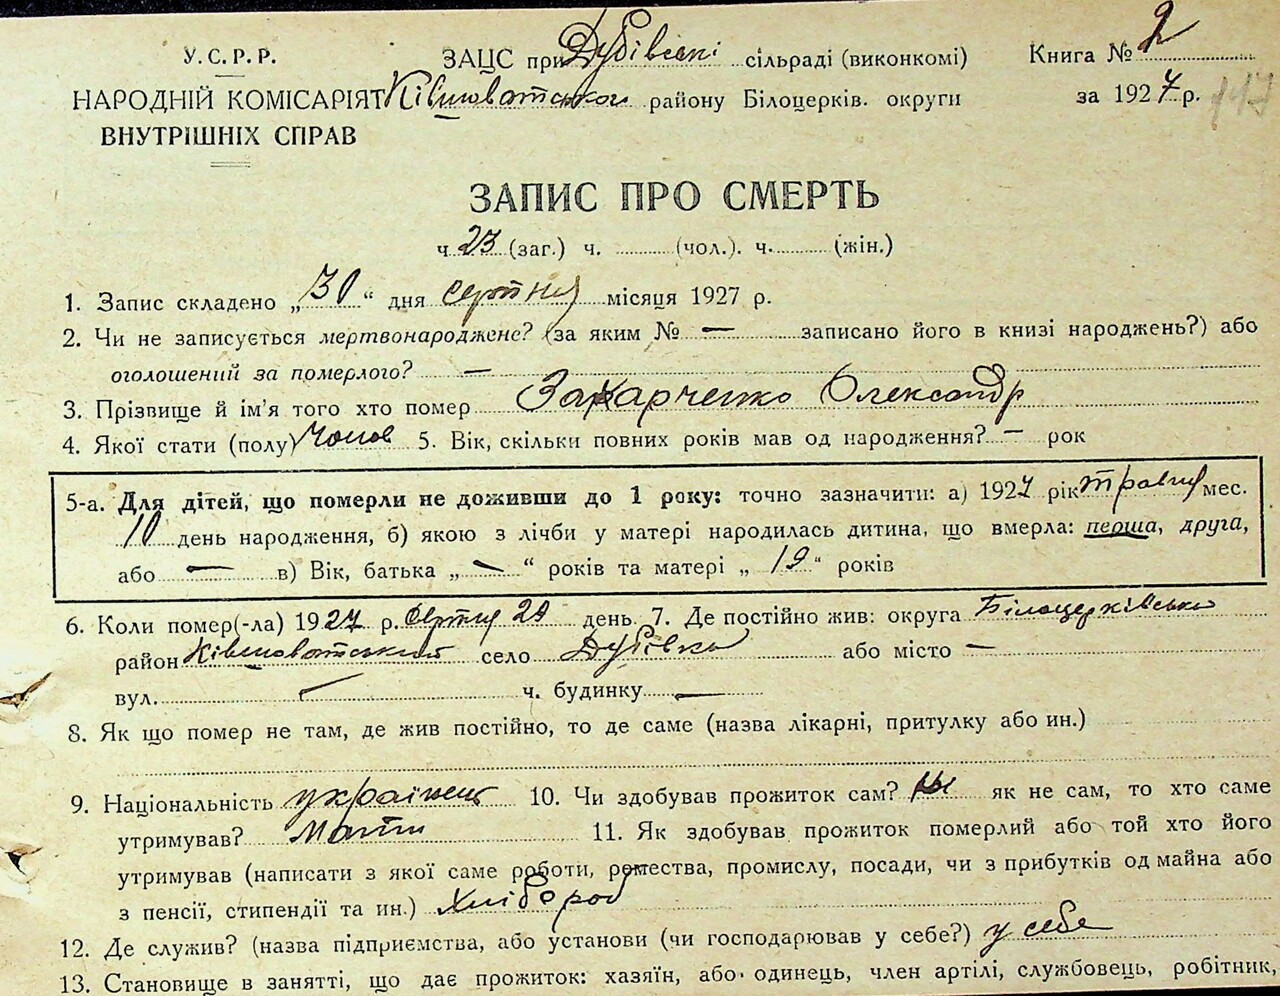 У.С.Р.Р.
НАРОДНІЙ КОМІСАРІЯТ
ВНУТРІШНІХ СПРАВ
ЗАЦС при Дубівські сільраді (виконкомі)
Ківшоватського району Білоцерків. округи
Книга № 2
за 1927 р.
117
ЗАПИС ПРО СМЕРТЬ
ч. 23 (заг.) ч. (чол.). ч. (жін.)
1. Запис складено „30“ дня серпня місяця 1927 р.
2. Чи не записується мертвонароджене? (за яким № — записано його в книзі народжень?) або
оголошений за померлого? —
3. Прізвище й ім'я того хто помер Захарченко Олександр
4. Якої стати (полу) Чолов 5. Вік, скільки повних років мав од народження? — рок
5-а. Для дітей, що померли не доживши до 1 року: точно зазначити: а) 1927 рік травня мес.
10 день народження, б) якою з лічби у матері народилась дитина, що вмерла: перша, друга,
або — в) Вік, батька „—“ років та матері „19“ років
6. Коли помер(-ла) 1927 р. серпня 29 день 7. Де постійно жив: округа Білоцерківська
район Ківшоватський село Дубівка або місто —
вул. — ч. будинку —
8. Як що помер не там, де жив постійно, то де саме (назва лікарні, притулку або ин.)
9. Національність українець 10. Чи здобував прожиток сам? ні як не сам, то хто саме
утримував? Мати 11. Як здобував прожиток померлий або той хто його
утримував (написати з якої саме роботи, ремества, промислу, посади, чи з прибутків од майна або
з пенсії, стипендії та ин.) Хлібороб
12. Де служив? (назва підприємства, або установи (чи господарював у себе?) у себе
13. Становище в занятті, що дає прожиток: хазяїн, або одинець, член артілі, службовець, робітник,